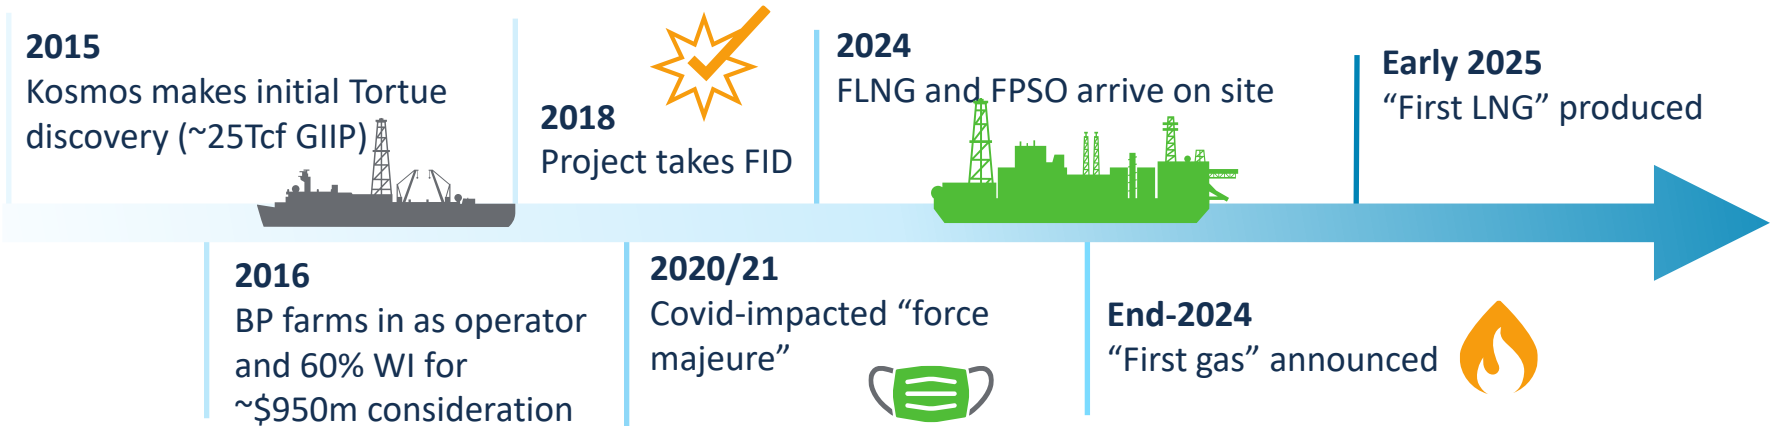 2015
Kosmos makes initial Tortue
discovery (~25Tcf GIIP)
2016
BP farms in as operator
and 60% WI for
~$950m consideration
2018
Project takes FID
2020/21
Covid-impacted “force
majeure”
2024
FLNG and FPSO arrive on site
End-2024
“First gas” announced
Early 2025
“First LNG” produced